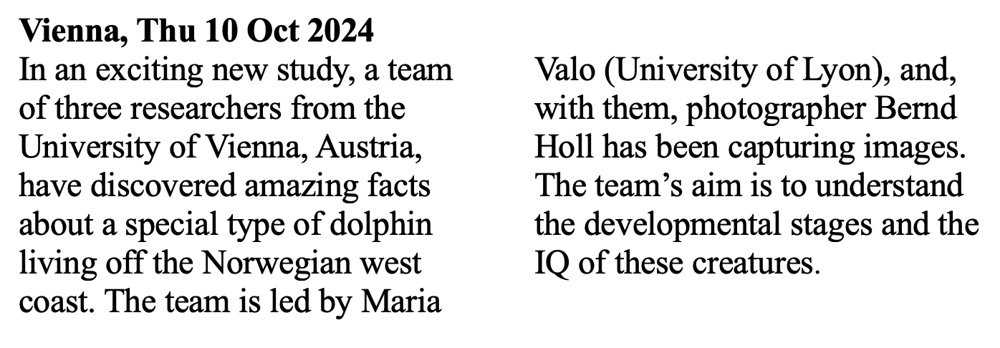 Vienna, Thu 10 Oct 2024
In an exciting new study, a team
of three researchers from the
University of Vienna, Austria,
have discovered amazing facts
about a special type of dolphin
living off the Norwegian west
coast. The team is led by Maria
Valo (University of Lyon), and,
with them, photographer Bernd
Holl has been capturing images.
The team’s aim is to understand
the developmental stages and the
IQ of these creatures.